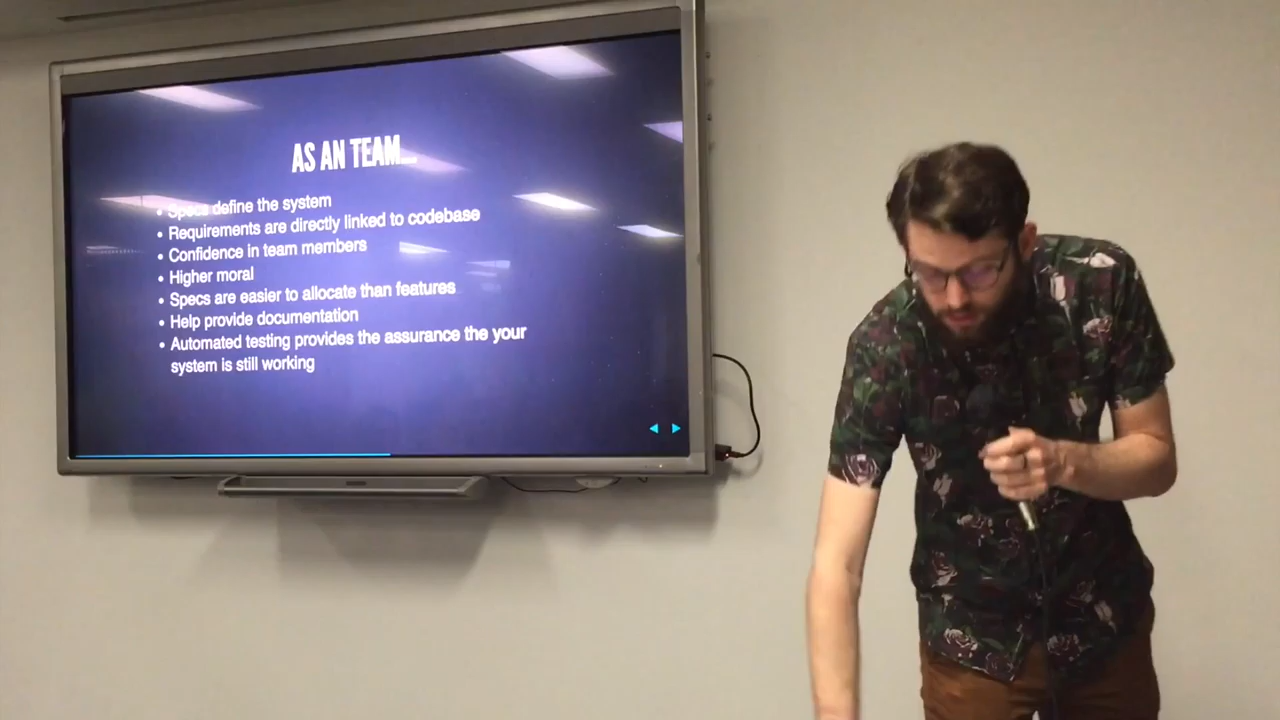 AS AN TEAM...
• Specs define the system
• Requirements are directly linked to codebase
• Confidence in team members
• Higher moral
• Specs are easier to allocate than features
• Help provide documentation
• Automated testing provides the assurance the your
system is still working